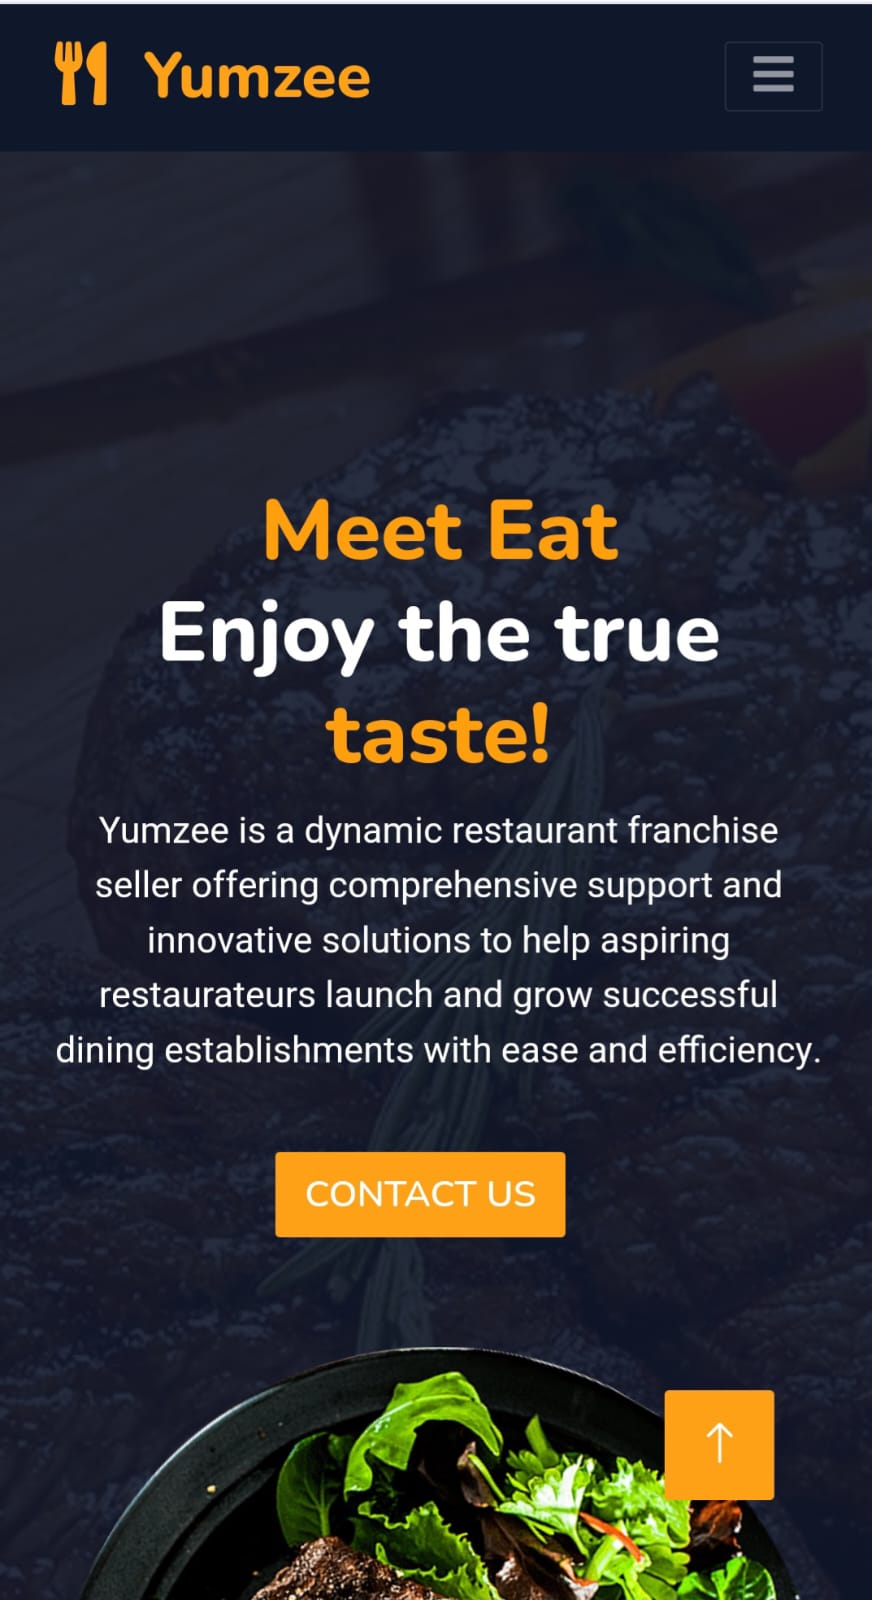 Yumzee
Meet Eat
Enjoy the true
taste!
Yumzee is a dynamic restaurant franchise
seller offering comprehensive support and
innovative solutions to help aspiring
restaurateurs launch and grow successful
dining establishments with ease and efficiency.
CONTACT US